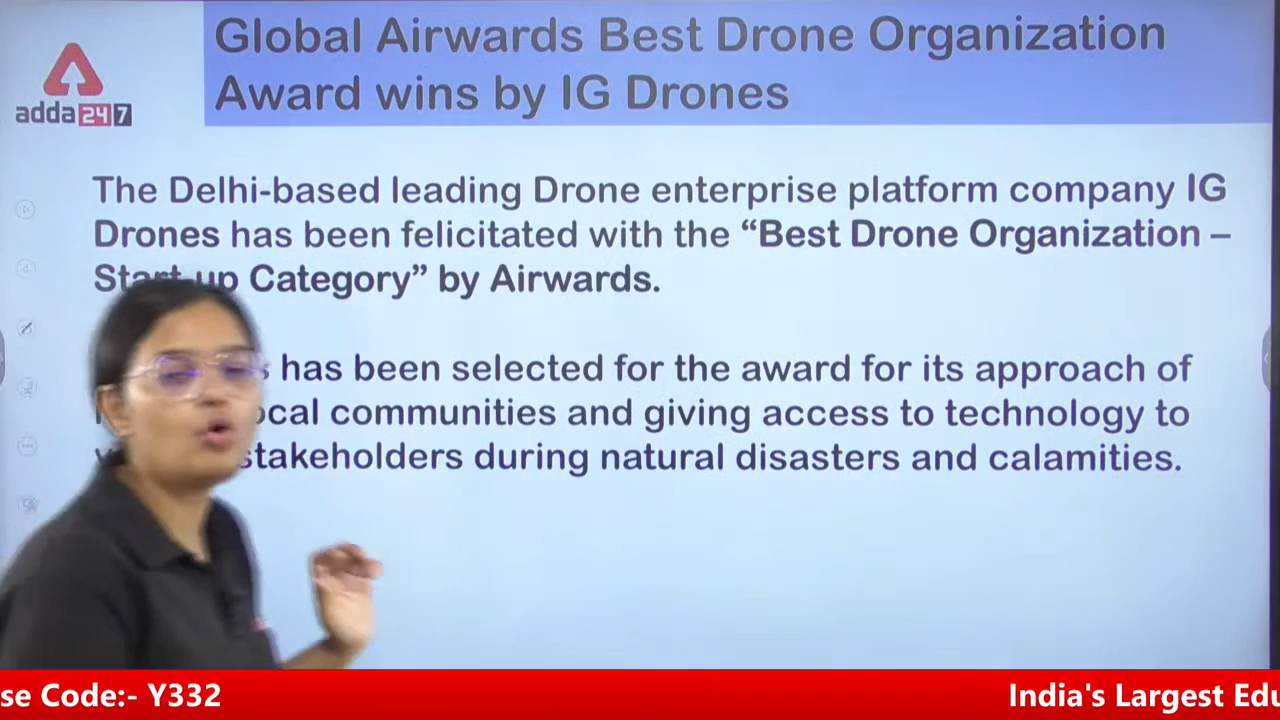 Global Airwards Best Drone Organization
Award wins by IG Drones
adda247
The Delhi-based leading Drone enterprise platform company IG
Drones has been felicitated with the “Best Drone Organization –
Start-up Category” by Airwards.
has been selected for the award for its approach of
communities and giving access to technology to
stakeholders during natural disasters and calamities.
se Code:- Y332
India's Largest Edu